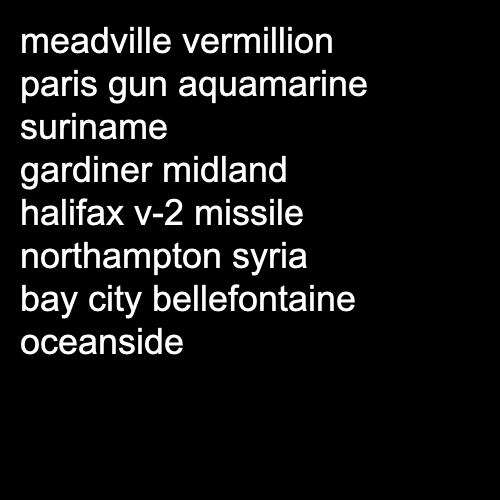 meadville vermillion
paris gun aquamarine
suriname
gardiner midland
halifax v-2 missile
northampton syria
bay city bellefontaine
oceanside